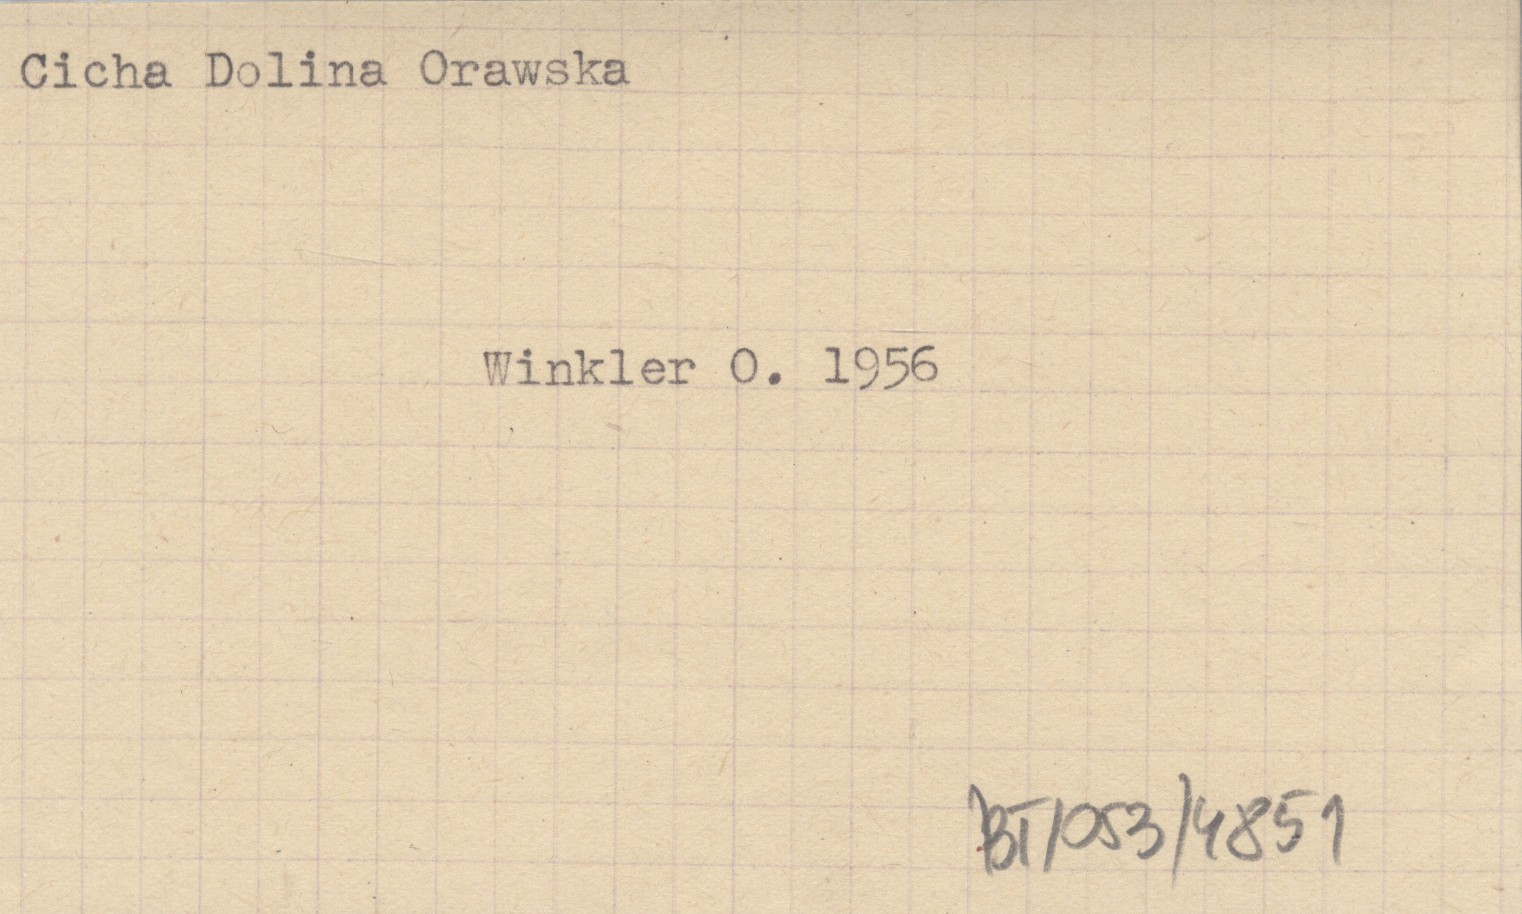 Cicha Dolina Orawska
Winkler O. 1956
BT/053/4851